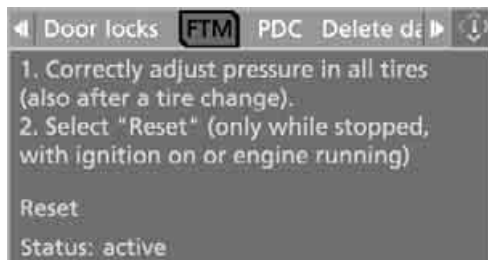 Door locks FTM PDC Delete da
1. Correctly adjust pressure in all tires
(also after a tire change).
2. Select "Reset" (only while stopped,
with ignition on or engine running)
Reset
Status: active